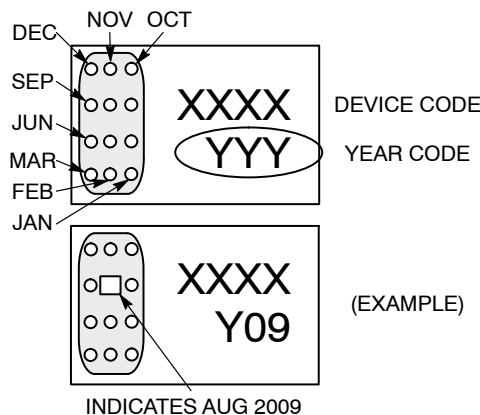 NOV OCT
DEC
SEP
JUN
MAR
FEB
JAN
XXXX DEVICE CODE
YYY YEAR CODE
XXXX
Y09
(EXAMPLE)
INDICATES AUG 2009